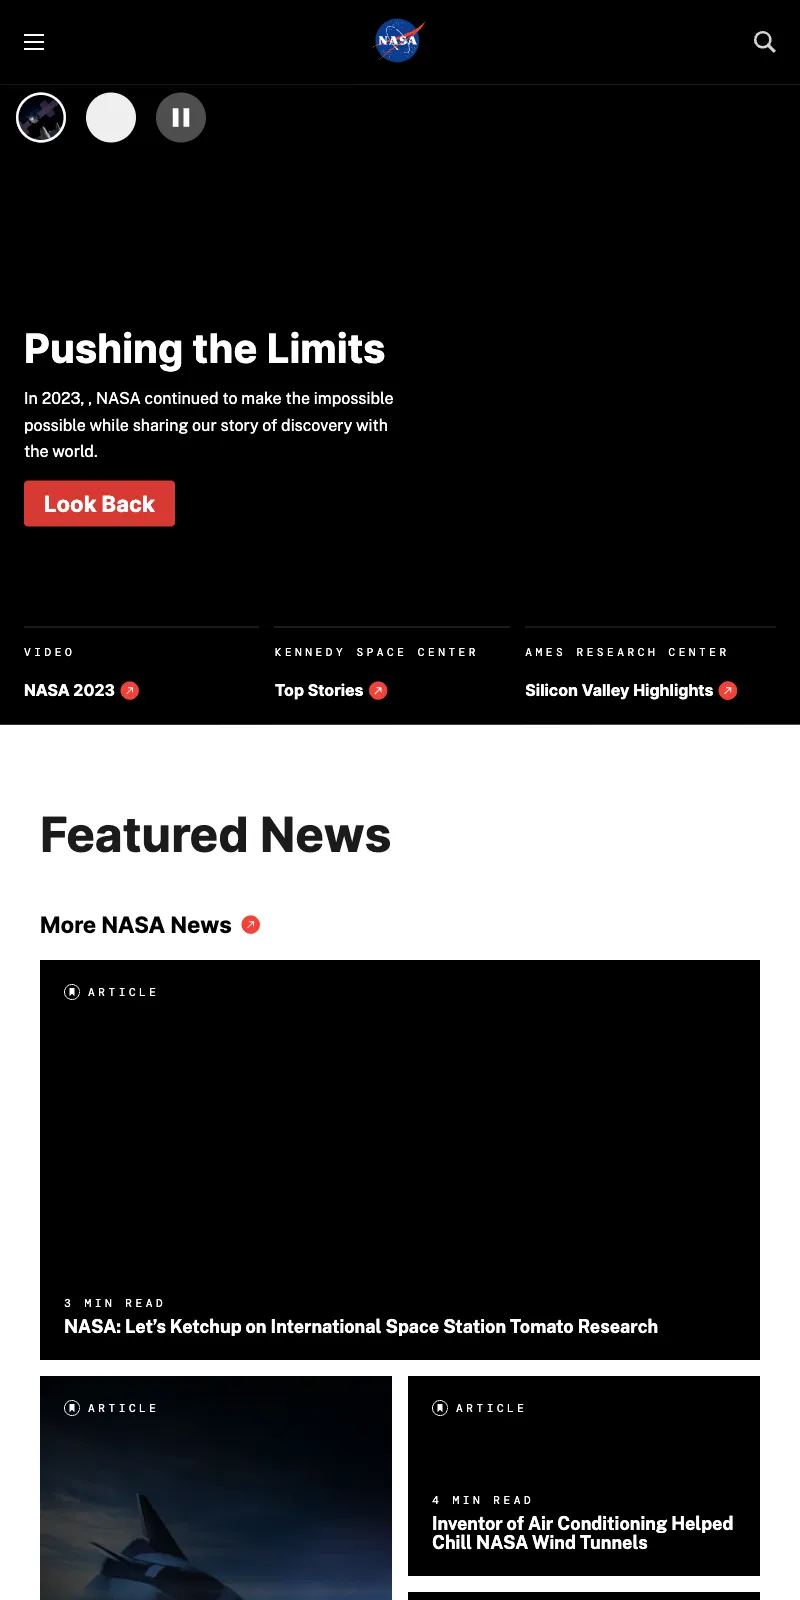 NASA
Pushing the Limits
In 2023, , NASA continued to make the impossible
possible while sharing our story of discovery with
the world.
Look Back
VIDEO
NASA 2023
KENNEDY SPACE CENTER
Top Stories
AMES RESEARCH CENTER
Silicon Valley Highlights
Featured News
More NASA News
ARTICLE
3 MIN READ
NASA: Let’s Ketchup on International Space Station Tomato Research
ARTICLE
ARTICLE
4 MIN READ
Inventor of Air Conditioning Helped
Chill NASA Wind Tunnels